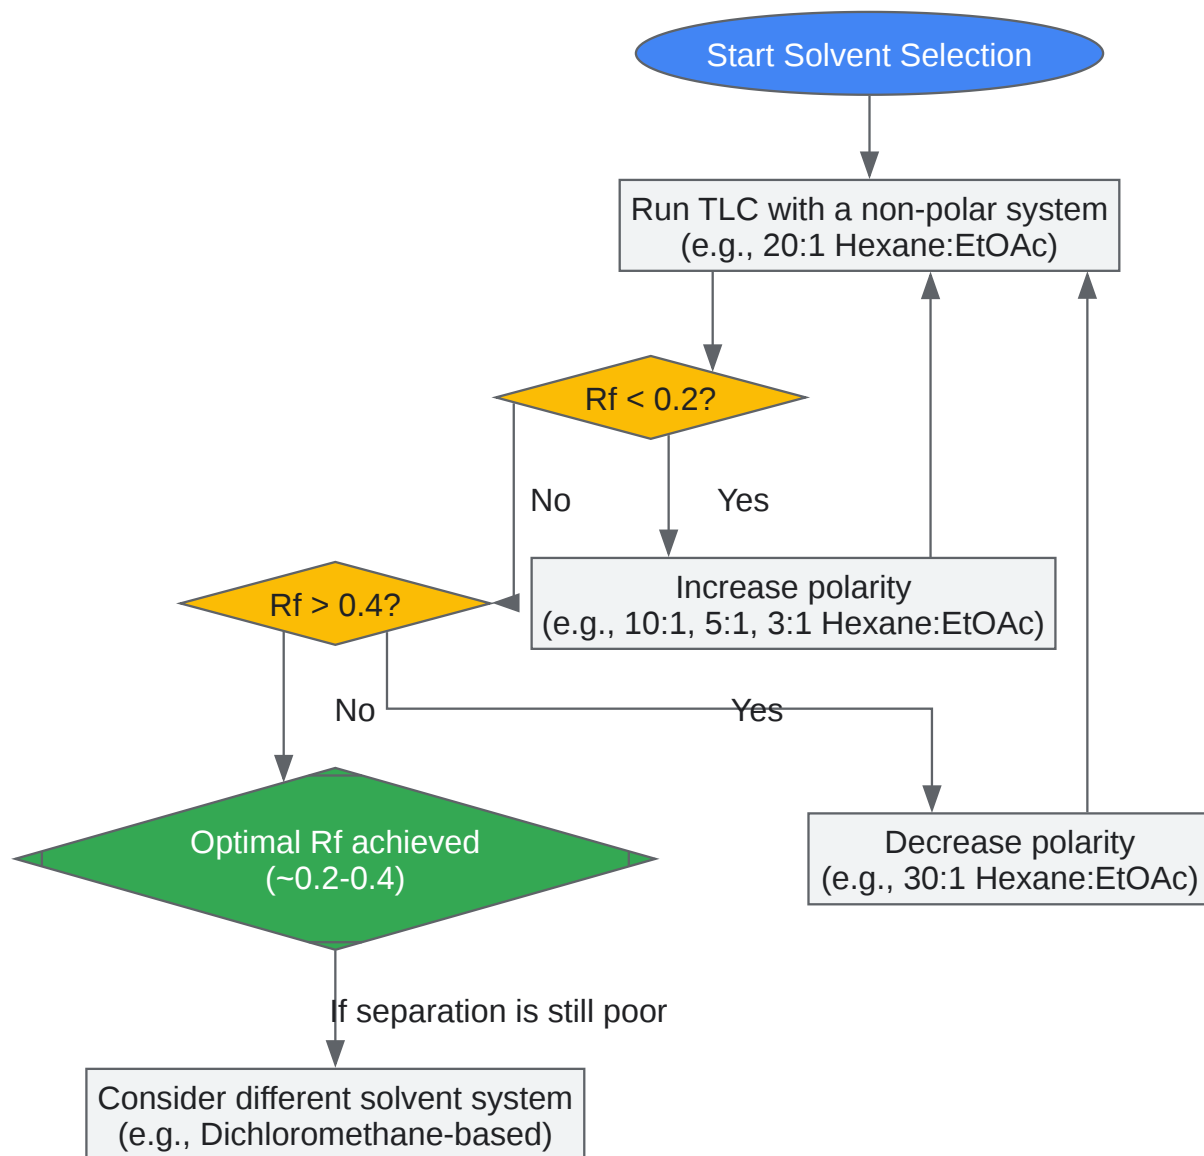 Start Solvent Selection
Run TLC with a non-polar system
(e.g., 20:1 Hexane:EtOAc)
Rf < 0.2?
No
Yes
Increase polarity
(e.g., 10:1, 5:1, 3:1 Hexane:EtOAc)
Rf > 0.4?
No
Yes
Optimal Rf achieved
(~0.2-0.4)
Decrease polarity
(e.g., 30:1 Hexane:EtOAc)
If separation is still poor
Consider different solvent system
(e.g., Dichloromethane-based)